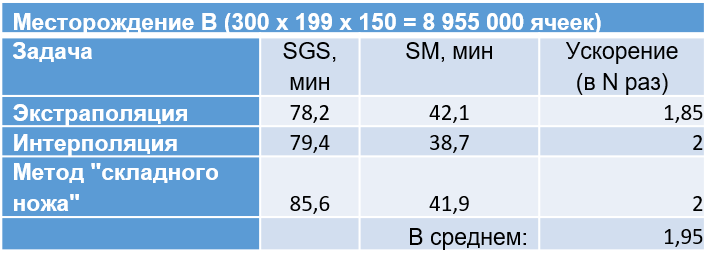 Месторождение В (300 x 199 x 150 = 8 955 000 ячеек)
Задача SGS, мин SM, мин Ускорение (в N раз)
Экстраполяция 78,2 42,1 1,85
Интерполяция 79,4 38,7 2
Метод "складного ножа" 85,6 41,9 2
В среднем: 1,95